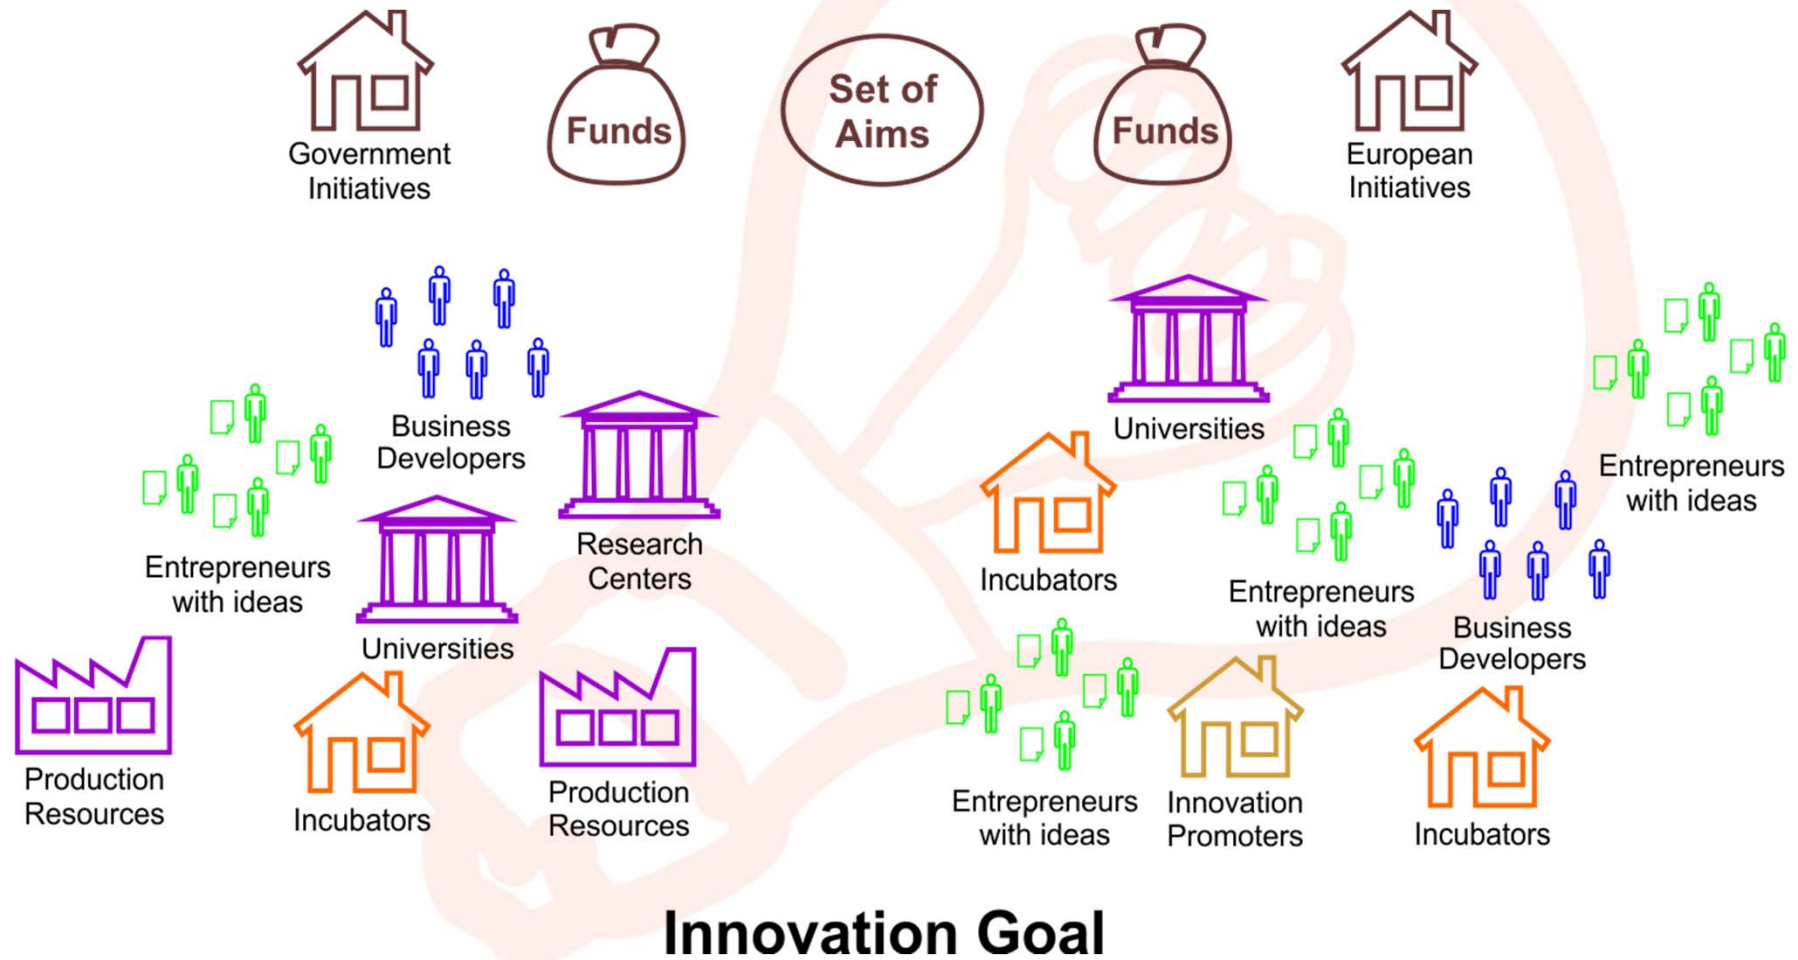 Government
Initiatives
Funds
Set of
Aims
Funds
European
Initiatives
Business
Developers
Universities
Entrepreneurs
with ideas
Research
Centers
Entrepreneurs
with ideas
Incubators
Entrepreneurs
with ideas
Universities
Business
Developers
Production
Resources
Incubators
Production
Resources
Entrepreneurs
with ideas
Innovation
Promoters
Incubators
Innovation Goal